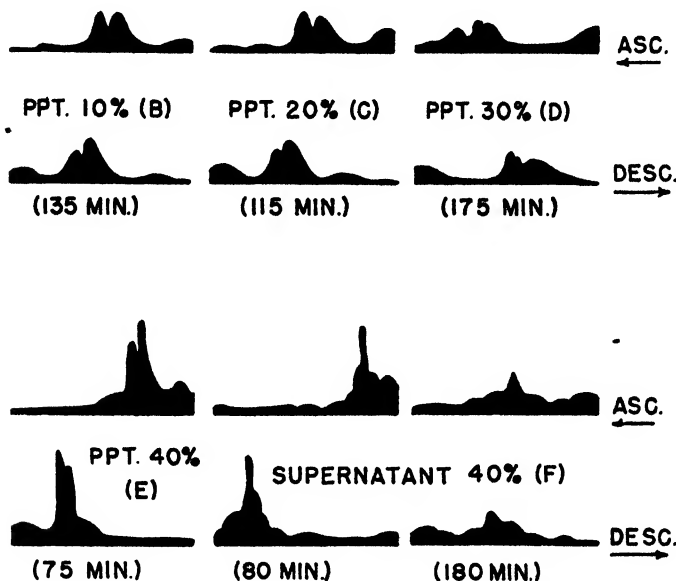 ASC.
PPT. 10% (B) PPT. 20% (C) PPT. 30% (D)
DESC.
(135 MIN.) (115 MIN.) (175 MIN.)
ASC.
PPT. 40%
(E)
SUPERNATANT 40% (F)
DESC.
(75 MIN.) (80 MIN.) (180 MIN.)